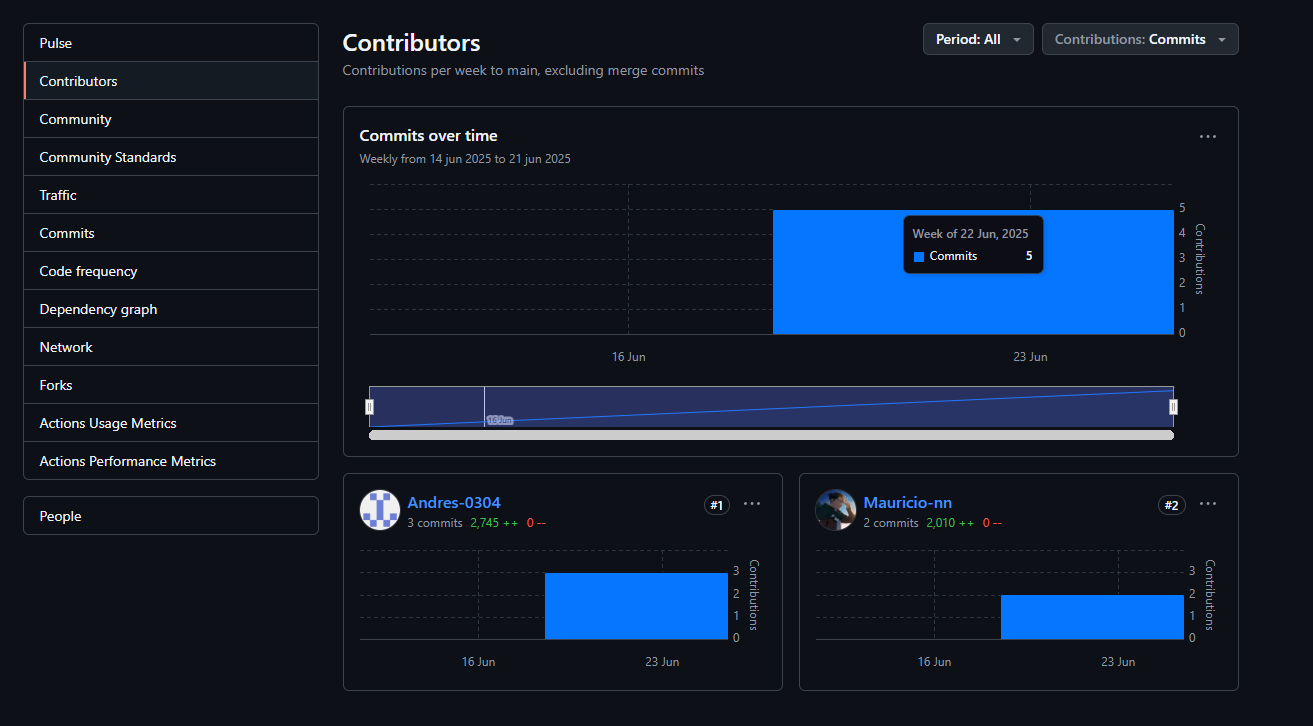 Pulse
Contributors
Community
Community Standards
Traffic
Commits
Code frequency
Dependency graph
Network
Forks
Actions Usage Metrics
Actions Performance Metrics
People
Contributors
Contributions per week to main, excluding merge commits
Period: All
Contributions: Commits
Commits over time
Weekly from 14 jun 2025 to 21 jun 2025
5
4
3
2
1
0
Contributions
Week of 22 Jun, 2025
Commits 5
16 Jun
23 Jun
16 Jun
Andres-0304
#1
3 commits 2,745 ++ 0 --
3
2
1
0
Contributions
16 Jun
23 Jun
Mauricio-nn
#2
2 commits 2,010 ++ 0 --
3
2
1
0
Contributions
16 Jun
23 Jun